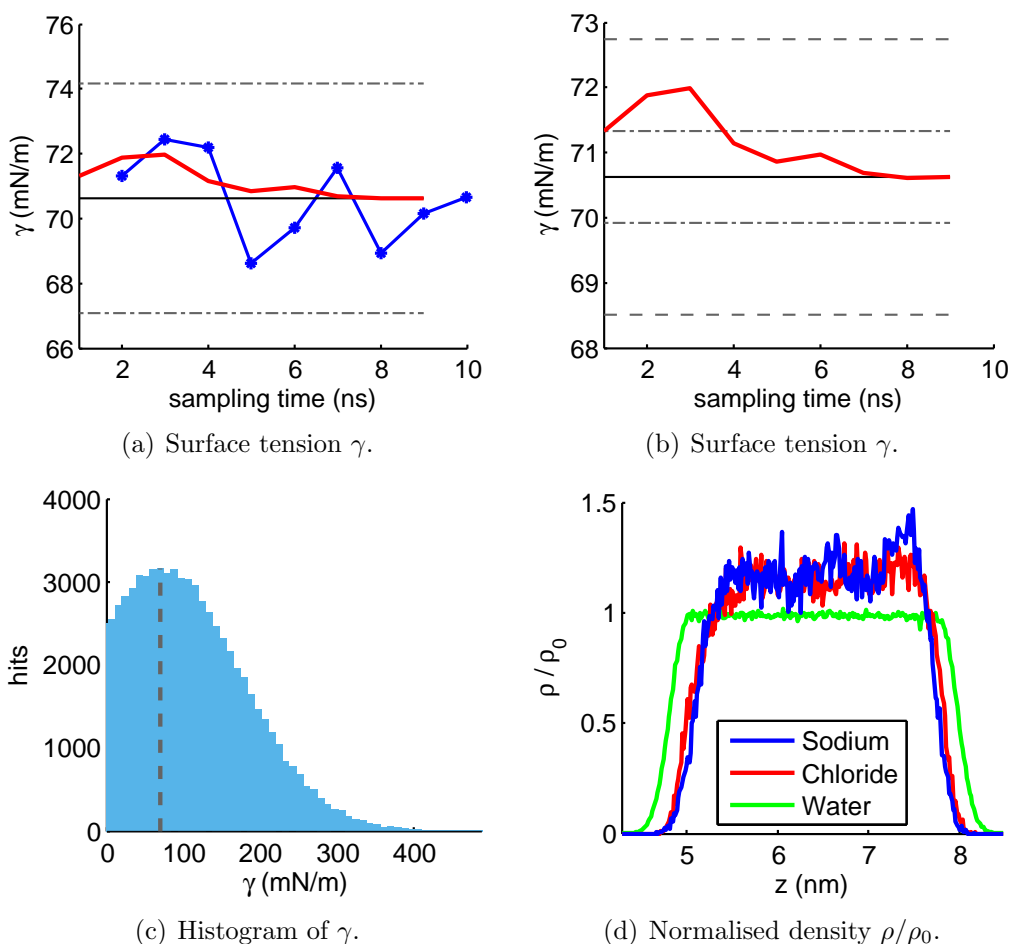 76
74
72
70
68
66
γ (mN/m)
2 4 6 8 10
sampling time (ns)
(a) Surface tension γ.
73
72
71
70
69
68
γ (mN/m)
2 4 6 8 10
sampling time (ns)
(b) Surface tension γ.
4000
3000
2000
1000
0
hits
0 100 200 300 400
γ (mN/m)
(c) Histogram of γ.
1.5
1
0.5
0
ρ / ρ0
Sodium
Chloride
Water
5 6 7 8
z (nm)
(d) Normalised density ρ/ρ0.